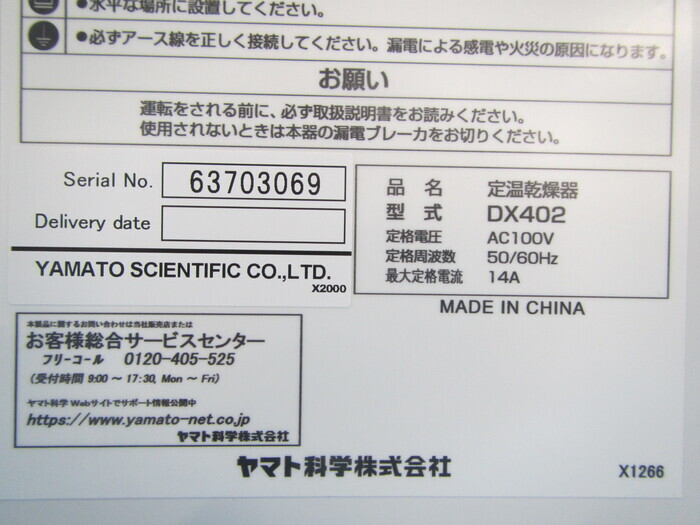 ●水平な場所に設置してください。
●必ずアース線を正しく接続してください。漏電による感電や火災の原因になります。
お願い
運転をされる前に、必ず取扱説明書をお読みください。
使用されないときは本器の漏電ブレーカをお切りください。
Serial No. 63703069
Delivery date
YAMATO SCIENTIFIC CO.,LTD.
X2000
品 名 定温乾燥器
型 式 DX402
定格電圧 AC100V
定格周波数 50/60Hz
最大定格電流 14A
MADE IN CHINA
本製品に関するお問い合わせは当社販売店または
お客様総合サービスセンター
フリーコール 0120-405-525
(受付時間 9:00 ~ 17:30, Mon ~ Fri)
ヤマト科学 Webサイトでサポート情報公開中
https://www.yamato-net.co.jp
ヤマト科学株式会社
ヤマト科学株式会社
X1266